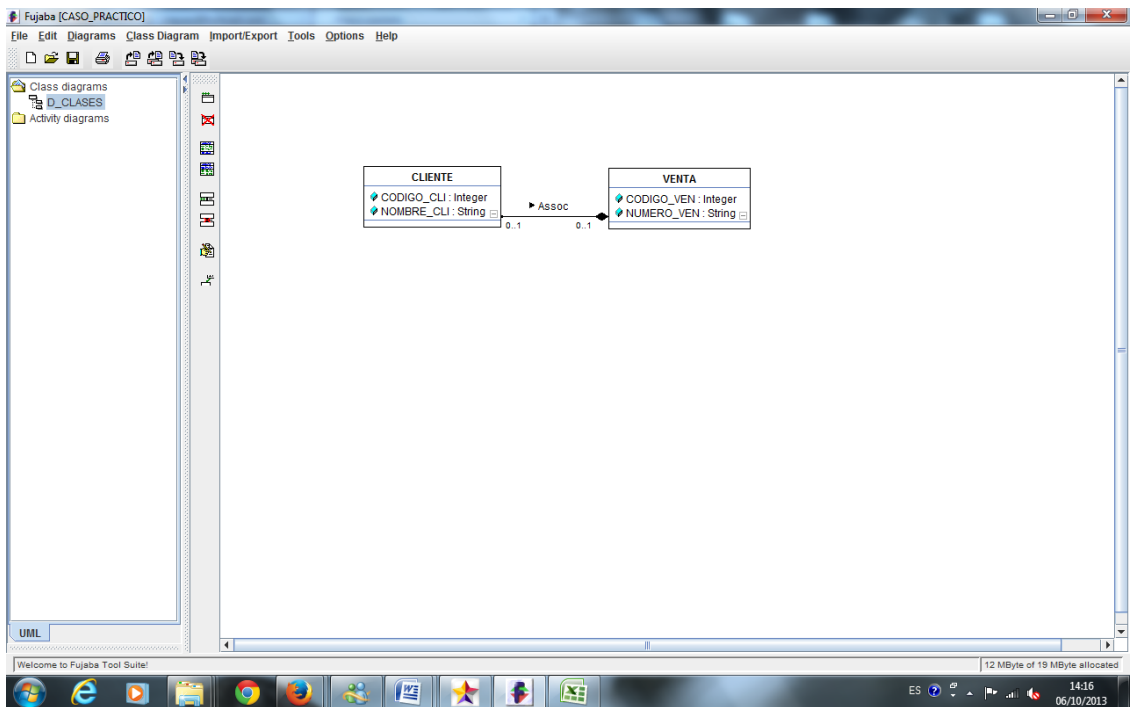 Fujaba [CASO_PRACTICO]
File Edit Diagrams Class Diagram Import/Export Tools Options Help
Class diagrams
D_CLASES
Activity diagrams
CLIENTE
CODIGO_CLI : Integer
NOMBRE_CLI : String
Assoc
0..1
0..1
VENTA
CODIGO_VEN : Integer
NUMERO_VEN : String
UML
Welcome to Fujaba Tool Suite!
12 MByte of 19 MByte allocated
ES
14:16
06/10/2013